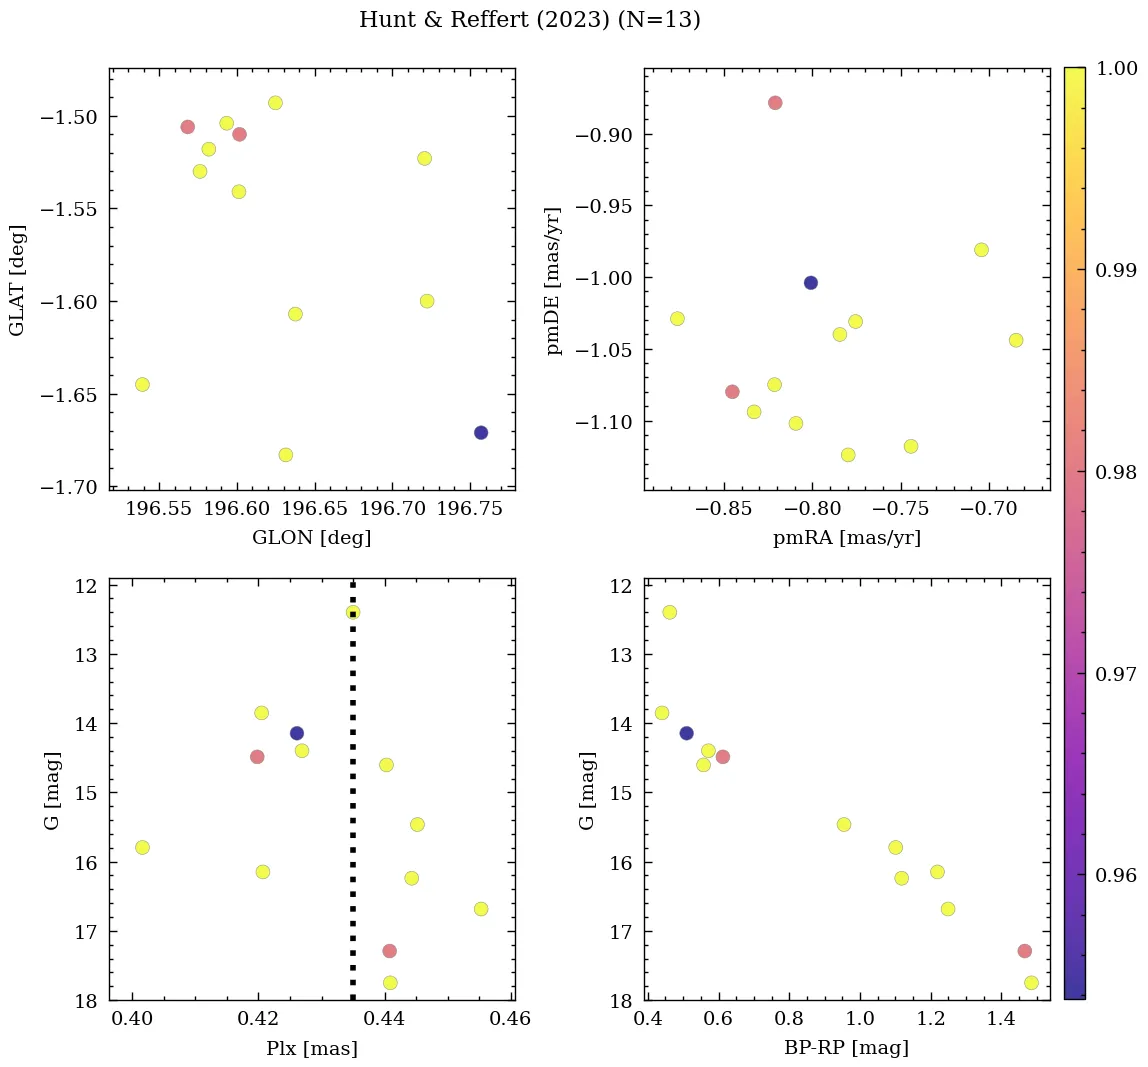 Hunt & Reffert (2023) (N=13)
−1.50
−1.55
−1.60
−1.65
−1.70
GLAT [deg]
196.55 196.60 196.65 196.70 196.75
GLON [deg]
−0.90
−0.95
−1.00
−1.05
−1.10
pmDE [mas/yr]
−0.85 −0.80 −0.75 −0.70
pmRA [mas/yr]
12
13
14
15
16
17
18
G [mag]
0.40 0.42 0.44 0.46
Plx [mas]
12
13
14
15
16
17
18
G [mag]
0.4 0.6 0.8 1.0 1.2 1.4
BP-RP [mag]
1.00
0.99
0.98
0.97
0.96